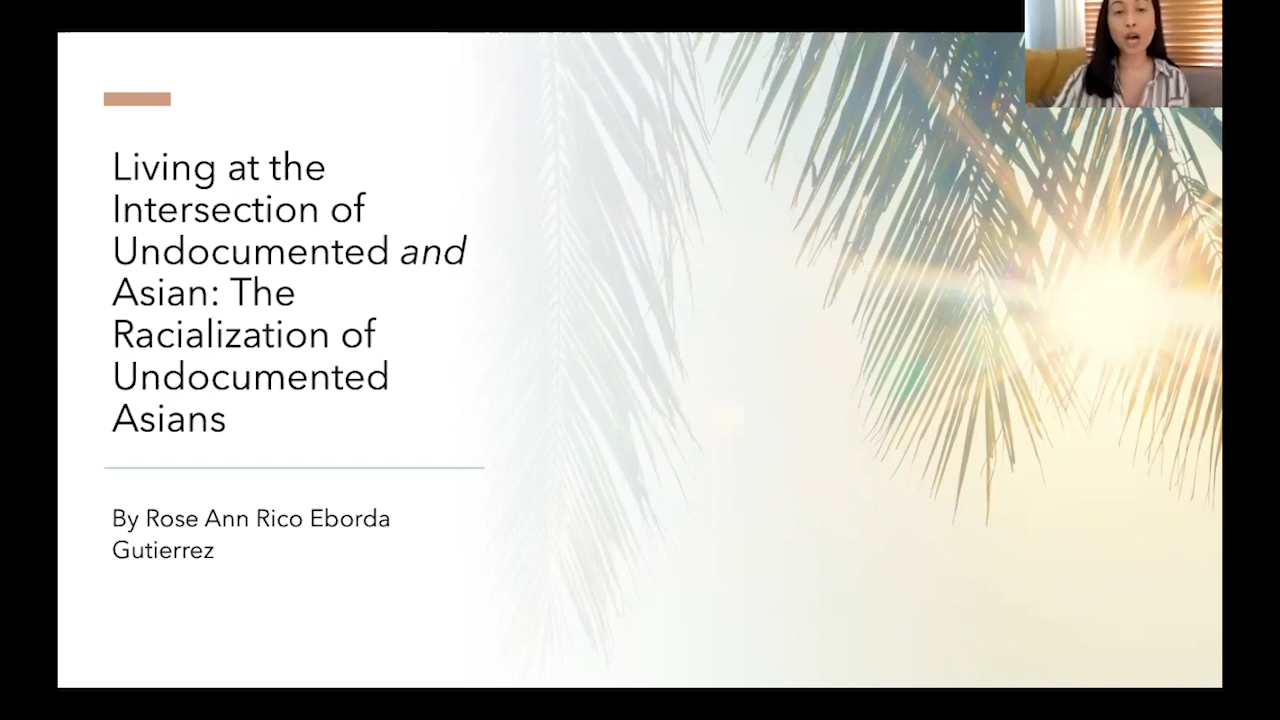 Living at the
Intersection of
Undocumented and
Asian: The
Racialization of
Undocumented
Asians
By Rose Ann Rico Eborda
Gutierrez